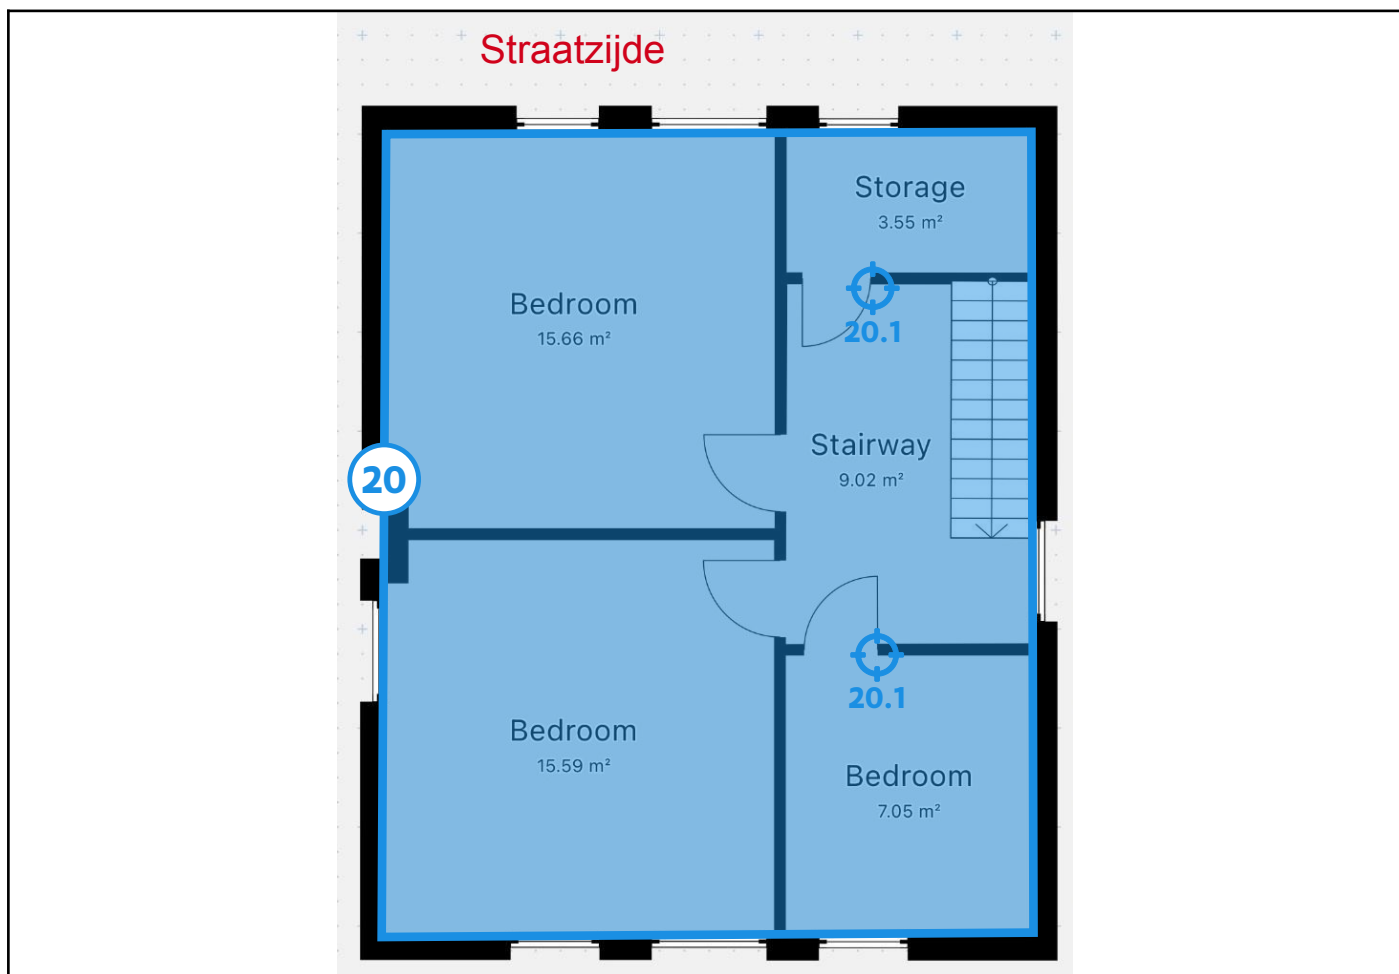 Straatzijde
Storage
3.55 m²
20.1
Bedroom
15.66 m²
Stairway
9.02 m²
20
20.1
Bedroom
15.59 m²
Bedroom
7.05 m²